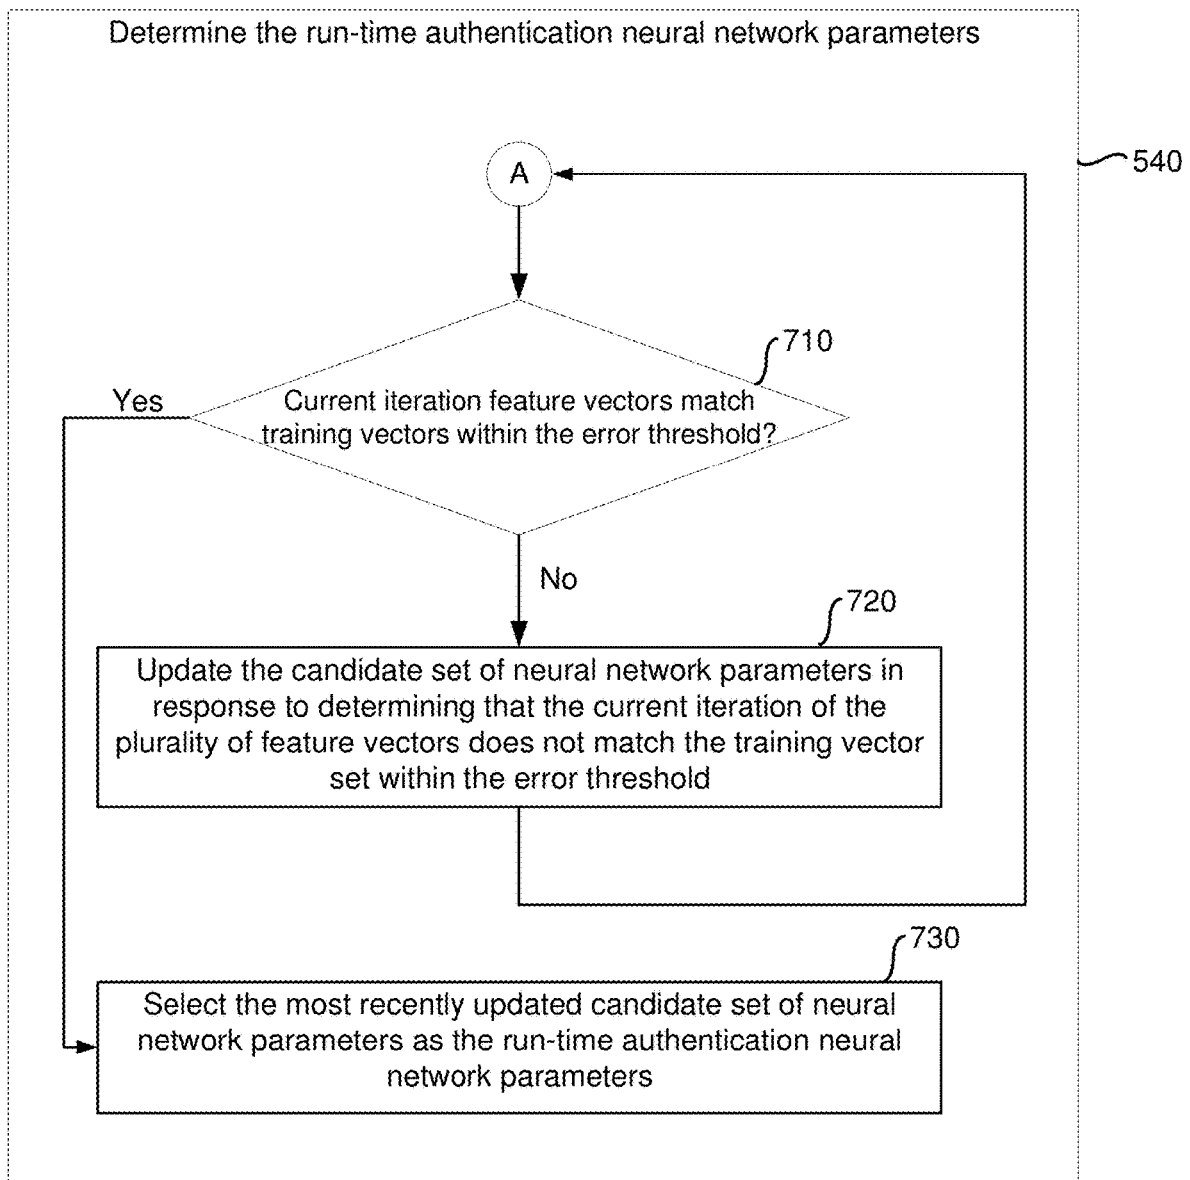 Determine the run-time authentication neural network parameters
540
A
710
Yes
Current iteration feature vectors match
training vectors within the error threshold?
No
720
Update the candidate set of neural network parameters in
response to determining that the current iteration of the
plurality of feature vectors does not match the training vector
set within the error threshold
730
Select the most recently updated candidate set of neural
network parameters as the run-time authentication neural
network parameters